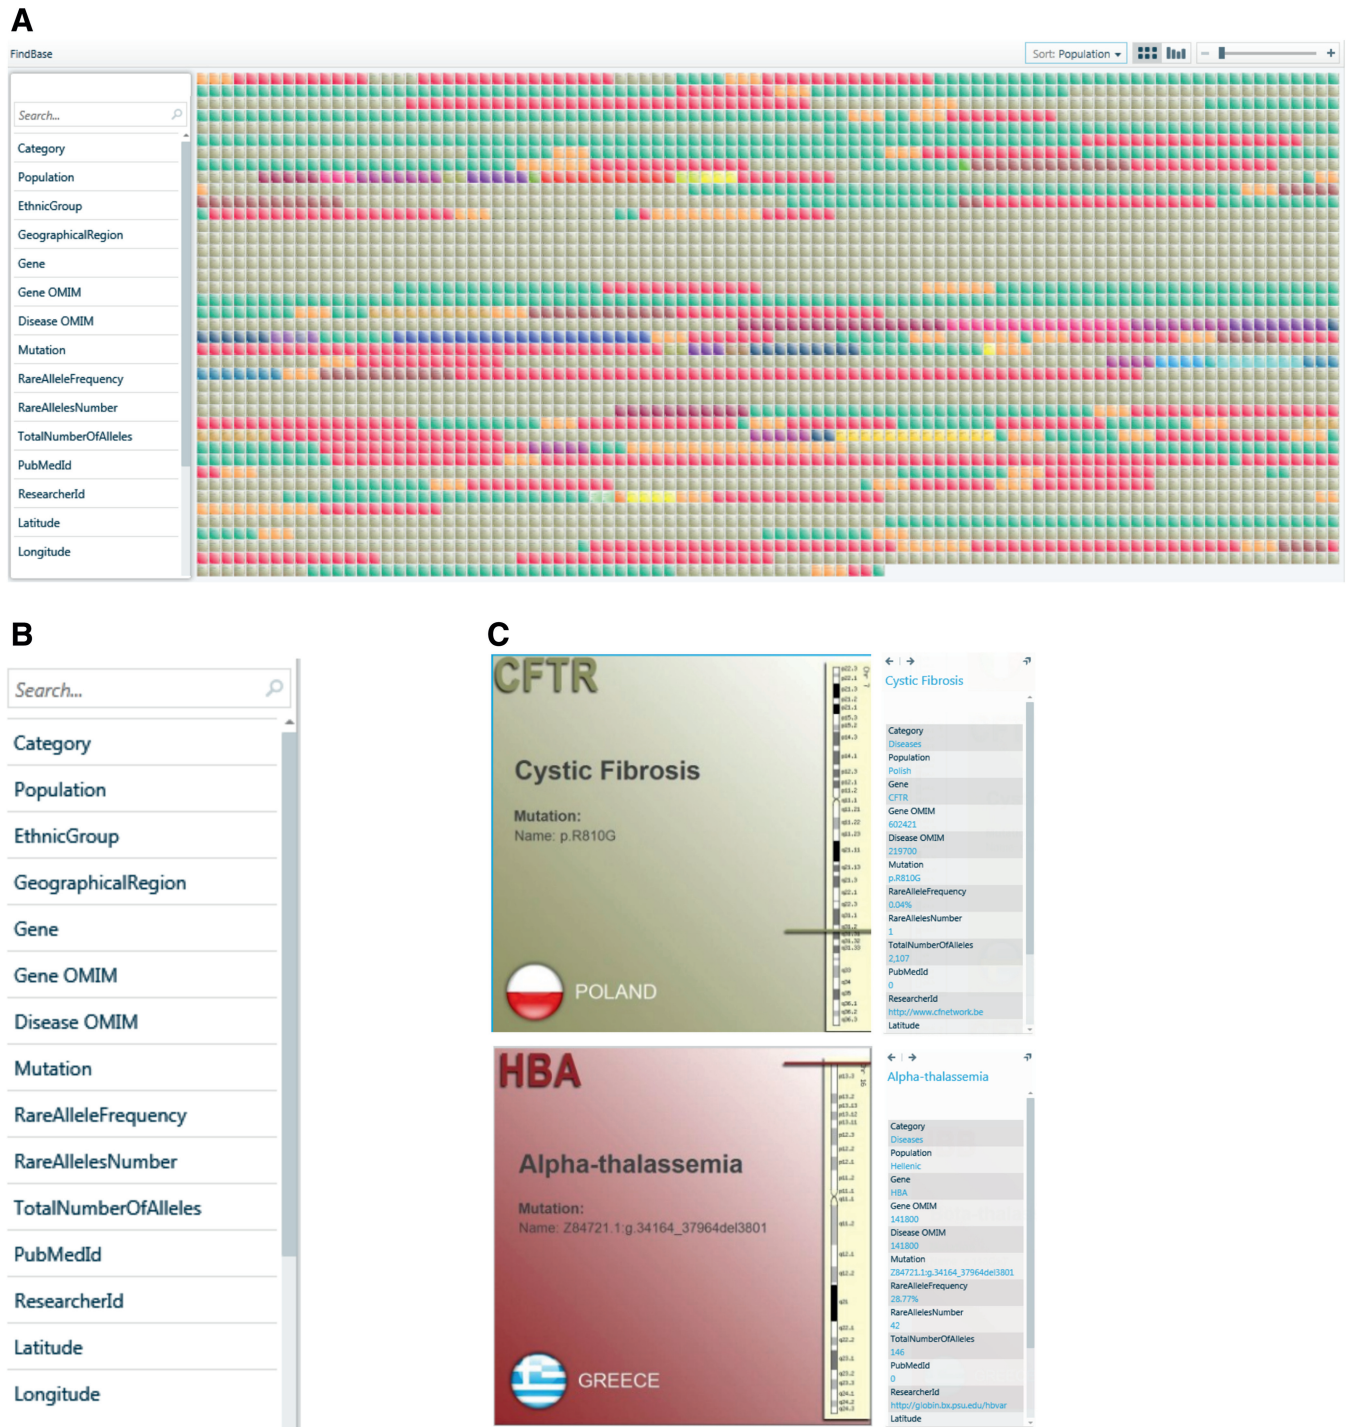 A
FindBase
Sort: Population
Search...
Category
Population
EthnicGroup
GeographicalRegion
Gene
Gene OMIM
Disease OMIM
Mutation
RareAlleleFrequency
RareAllelesNumber
TotalNumberOfAlleles
PubMedId
ResearcherId
Latitude
Longitude
B
Search...
Category
Population
EthnicGroup
GeographicalRegion
Gene
Gene OMIM
Disease OMIM
Mutation
RareAlleleFrequency
RareAllelesNumber
TotalNumberOfAlleles
PubMedId
ResearcherId
Latitude
Longitude
C
CFTR
Cystic Fibrosis
Mutation:
Name: p.R810G
POLAND
Cystic Fibrosis
Category
Diseases
Population
Polish
Gene
CFTR
Gene OMIM
602421
Disease OMIM
219700
Mutation
p.R810G
RareAlleleFrequency
0.04%
RareAllelesNumber
1
TotalNumberOfAlleles
2,107
PubMedId
0
ResearcherId
http://www.cfnetwork.be
Latitude
HBA
Alpha-thalassemia
Mutation:
Name: Z84721.1:g.34164_37964del3801
GREECE
Alpha-thalassemia
Category
Diseases
Population
Hellenic
Gene
HBA
Gene OMIM
141800
Disease OMIM
141800
Mutation
Z84721.1:g.34164_37964del3801
RareAlleleFrequency
28.77%
RareAllelesNumber
42
TotalNumberOfAlleles
146
PubMedId
0
ResearcherId
http://globin.bx.psu.edu/hbvar
Latitude